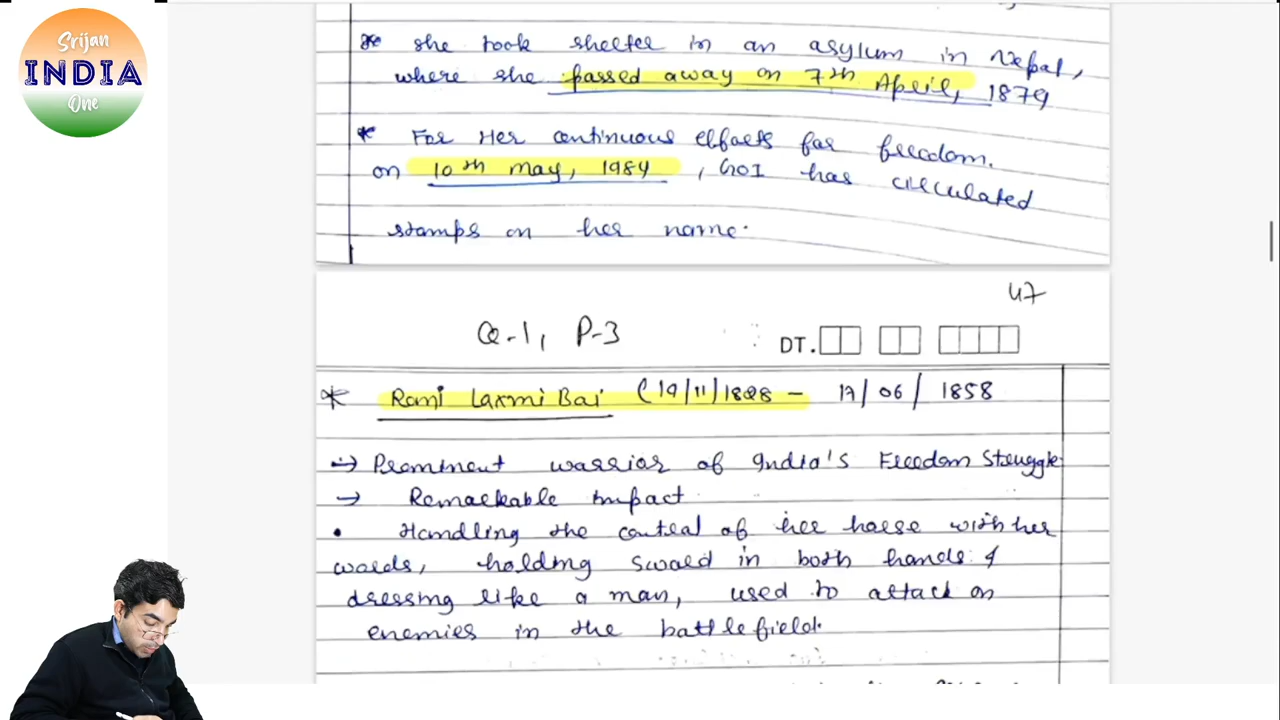 Srijan
INDIA
One
* she took shelter in an asylum in Nepal,
where she passed away on 7th April, 1879
* For Her continuous efforts for freedom.
on 10th may, 1984, GOI has circulated
stamps on her name.
47
Q-1, P-3
DT.
* Rani Laxmi Bai (19/11/1828 - 17/06/1858
→ Prominent warrior of India's Freedom Struggle
→ Remarkable impact
• Handling the control of her horse with her
words, holding sword in both hands &
dressing like a man, used to attack on
enemies in the battlefield.